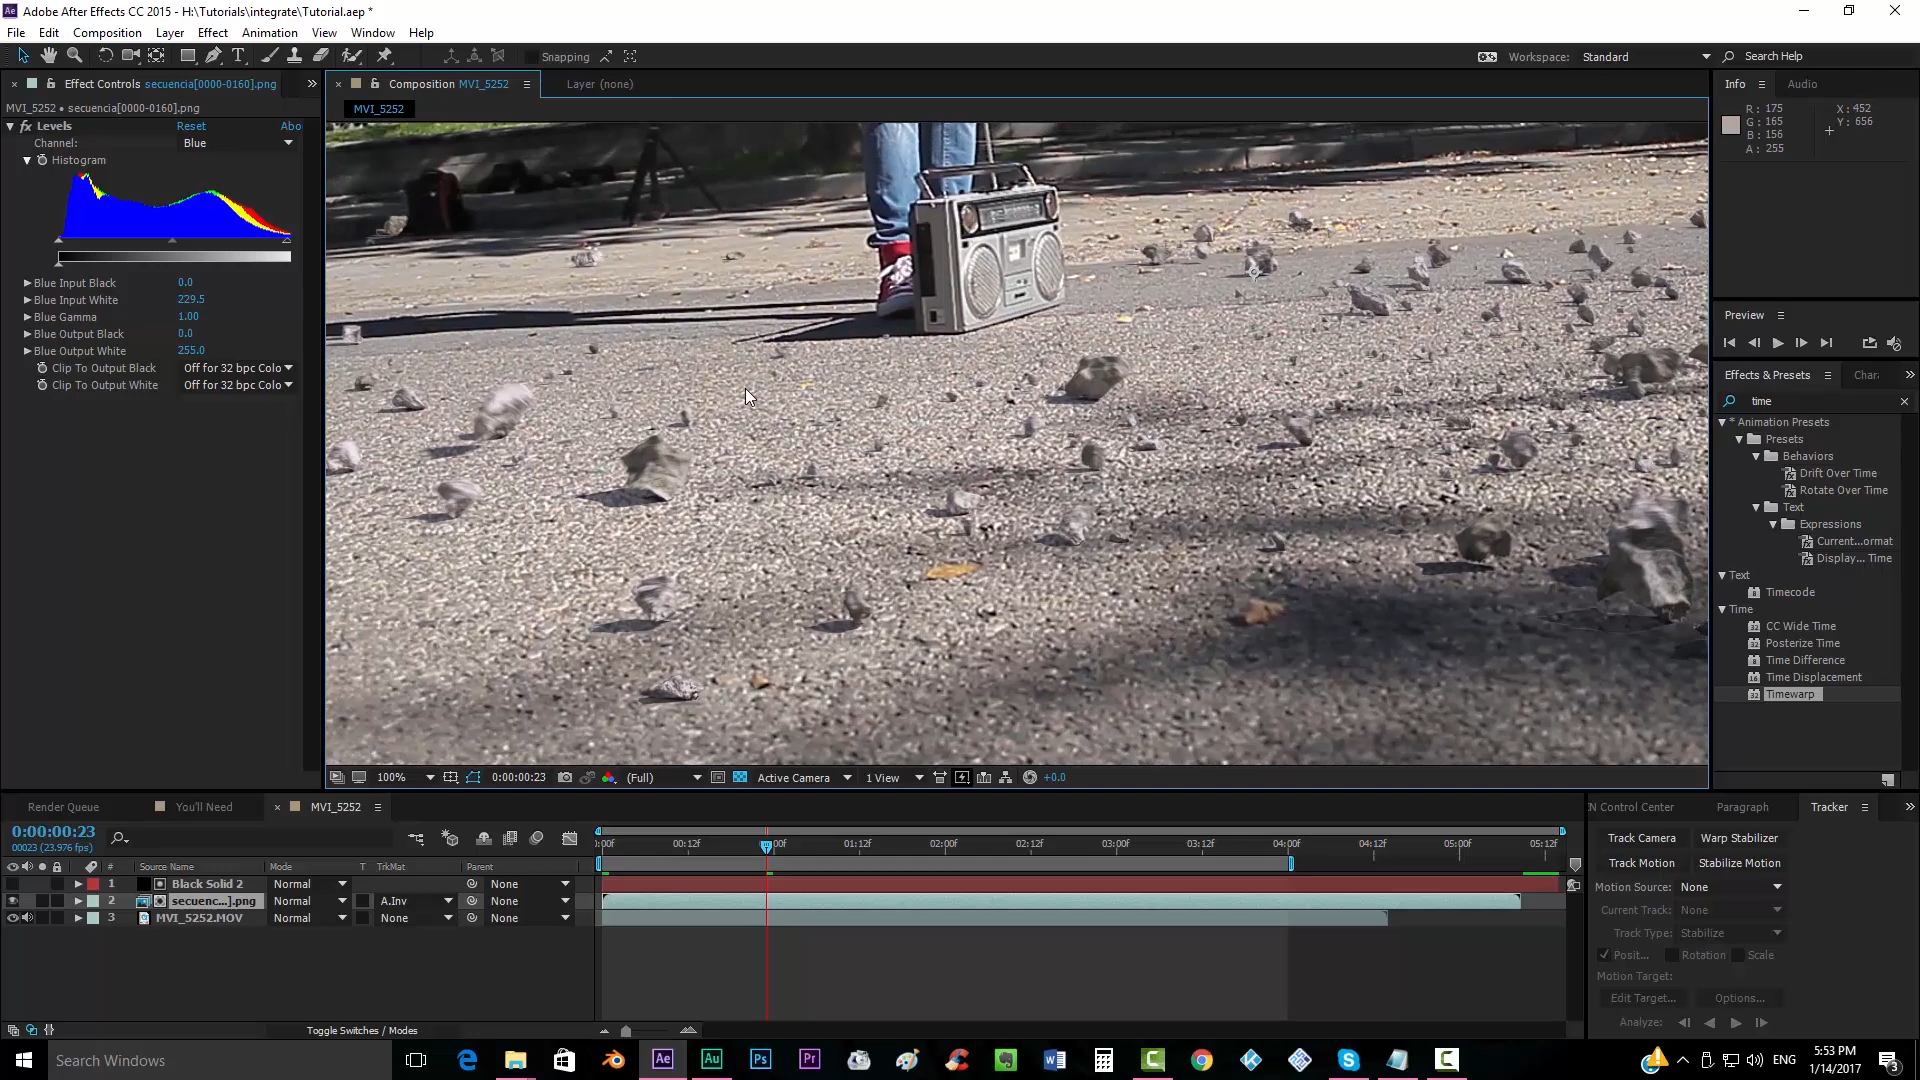 Adobe After Effects CC 2015 - H:\Tutorials\integrate\Tutorial.aep *
File Edit Composition Layer Effect Animation View Window Help
Snapping
Workspace: Standard
Search Help
Effect Controls secuencia[0000-0160].png
MVI_5252 • secuencia[0000-0160].png
fx Levels Reset Abo
Channel: Blue
Histogram
Blue Input Black 0.0
Blue Input White 229.5
Blue Gamma 1.00
Blue Output Black 0.0
Blue Output White 255.0
Clip To Output Black Off for 32 bpc Colo
Clip To Output White Off for 32 bpc Colo
Composition MVI_5252
Layer (none)
MVI_5252
100% 0:00:00:23 (Full) Active Camera 1 View +0.0
Info Audio
R: 175 X: 452
G: 165 Y: 656
B: 156
A: 255
Preview
Effects & Presets Chara
time
* Animation Presets
Presets
Behaviors
Drift Over Time
Rotate Over Time
Text
Expressions
Current...ormat
Display... Time
Text
Timecode
Time
CC Wide Time
Posterize Time
Time Difference
Time Displacement
Timewarp
Render Queue You'll Need MVI_5252
0:00:00:23
00023 (23.976 fps)
# Source Name Mode T TrkMat Parent
1 Black Solid 2 Normal None
2 secuenc...].png Normal A.Inv None
3 MVI_5252.MOV Normal None None
Toggle Switches / Modes
):00f 00:12f 01:12f 02:00f 02:12f 03:00f 03:12f 04:00f 04:12f 05:00f 05:12f
Control Center Paragraph Tracker
Track Camera Warp Stabilizer
Track Motion Stabilize Motion
Motion Source: None
Current Track: None
Track Type: Stabilize
Posit... Rotation Scale
Motion Target:
Edit Target... Options...
Analyze:
Search Windows
ENG
5:53 PM
1/14/2017
3